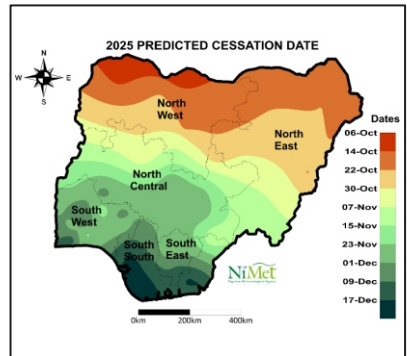 2025 PREDICTED CESSATION DATE
N
W E
S
North
West
North
East
North
Central
South
West
South
South
South
East
Dates
06-Oct
14-Oct
22-Oct
30-Oct
07-Nov
15-Nov
23-Nov
01-Dec
09-Dec
17-Dec
NiMet
0km 200km 400km